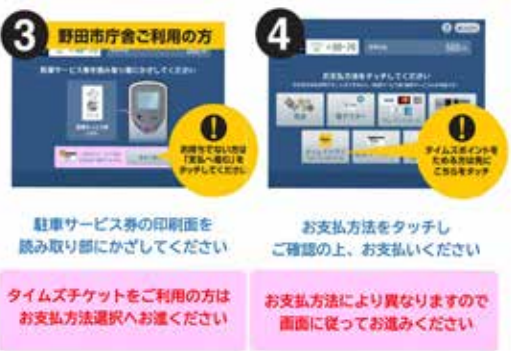 3
野田市庁舎ご利用の方
駐車サービス券を読み取り部にかざしてください
お持ちでない方は
「支払へ進む」を
タッチしてください
駐車サービス券の印刷面を
読み取り部にかざしてください
タイムズチケットをご利用の方は
お支払方法選択へお進ください
4
お支払方法をタッチしてください
タイムズポイントを
ためる方は先に
こちらをタッチ
お支払方法をタッチし
ご確認の上、お支払いください
お支払方法により異なりますので
画面に従ってお進みください